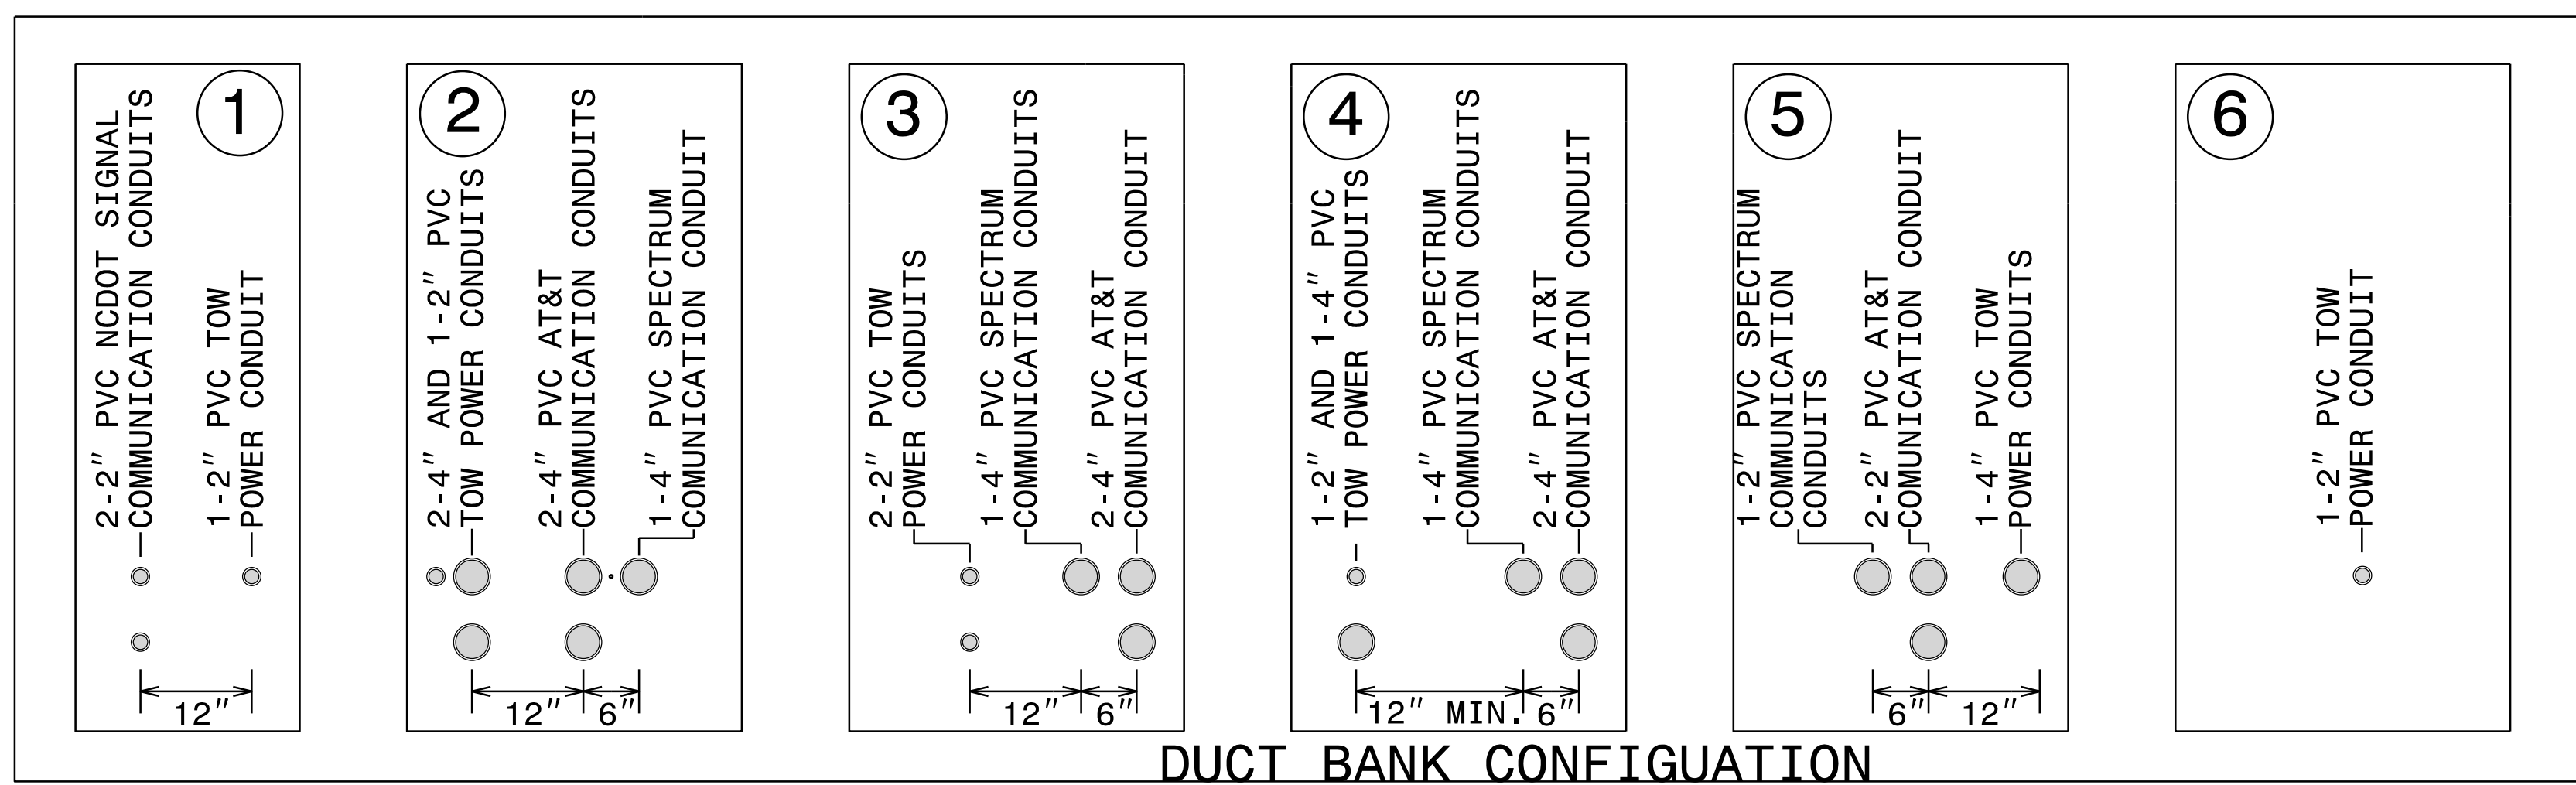 1
2-2" PVC NCDOT SIGNAL
COMMUNICATION CONDUITS
1-2" PVC TOW
POWER CONDUIT
12"
2
2-4" AND 1-2" PVC
TOW POWER CONDUITS
2-4" PVC AT&T
COMMUNICATION CONDUITS
1-4" PVC SPECTRUM
COMUNICATION CONDUIT
12"
6"
3
2-2" PVC TOW
POWER CONDUITS
1-4" PVC SPECTRUM
COMMUNICATION CONDUITS
2-4" PVC AT&T
COMUNICATION CONDUIT
12"
6"
4
1-2" AND 1-4" PVC
TOW POWER CONDUITS
1-4" PVC SPECTRUM
COMMUNICATION CONDUITS
2-4" PVC AT&T
COMUNICATION CONDUIT
12" MIN.
6"
5
1-2" PVC SPECTRUM
COMMUNICATION
CONDUITS
2-2" PVC AT&T
COMUNICATION CONDUIT
1-4" PVC TOW
POWER CONDUITS
6"
12"
6
1-2" PVC TOW
POWER CONDUIT
DUCT BANK CONFIGUATION